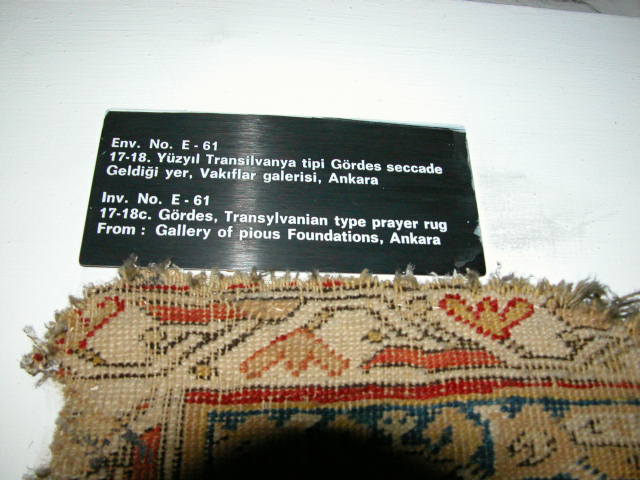 Env. No. E - 61
17-18. Yüzyıl Transilvanya tipi Gördes seccade
Geldiği yer, Vakıflar galerisi, Ankara
Inv. No. E - 61
17-18c. Gördes, Transylvanian type prayer rug
From : Gallery of pious Foundations, Ankara